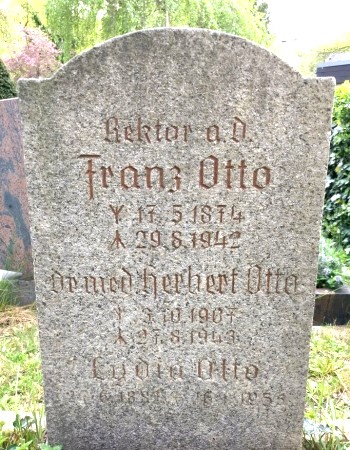 Rektor a.D.
Franz Otto
ᛉ 17.5.1874
ᛣ 29.8.1942
dr med Herbert Otto
ᛉ 3.10.1907
ᛣ 27.8.1943
Lydia Otto